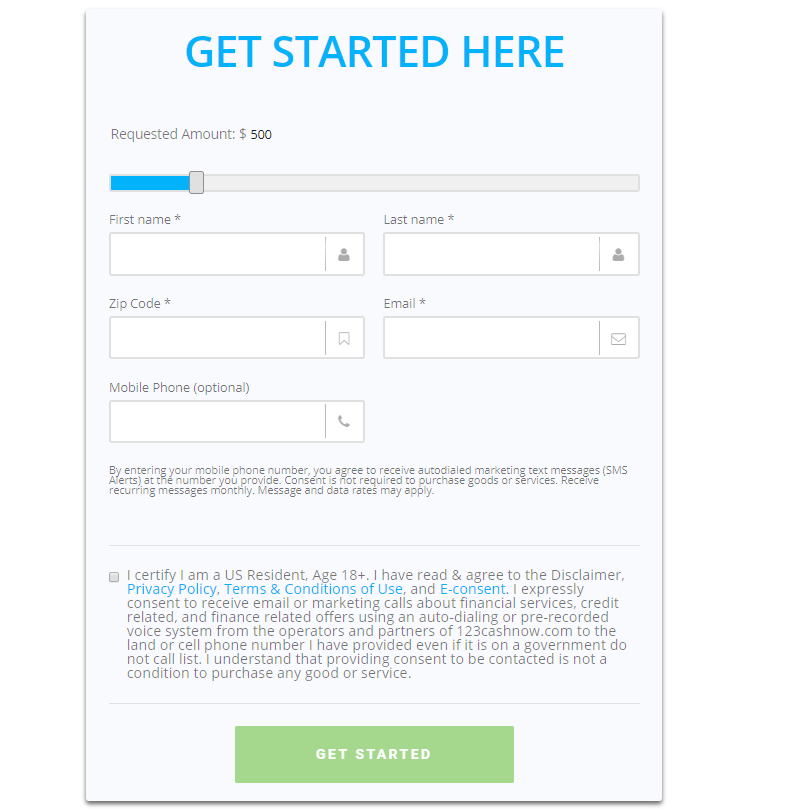 GET STARTED HERE
Requested Amount: $ 500
First name *
Last name *
Zip Code *
Email *
Mobile Phone (optional)
By entering your mobile phone number, you agree to receive autodialed marketing text messages (SMS
Alerts) at the number you provide. Consent is not required to purchase goods or services. Receive
recurring messages monthly. Message and data rates may apply.
I certify I am a US Resident, Age 18+. I have read & agree to the Disclaimer,
Privacy Policy, Terms & Conditions of Use, and E-consent. I expressly
consent to receive email or marketing calls about financial services, credit
related, and finance related offers using an auto-dialing or pre-recorded
voice system from the operators and partners of 123cashnow.com to the
land or cell phone number I have provided even if it is on a government do
not call list. I understand that providing consent to be contacted is not a
condition to purchase any good or service.
GET STARTED